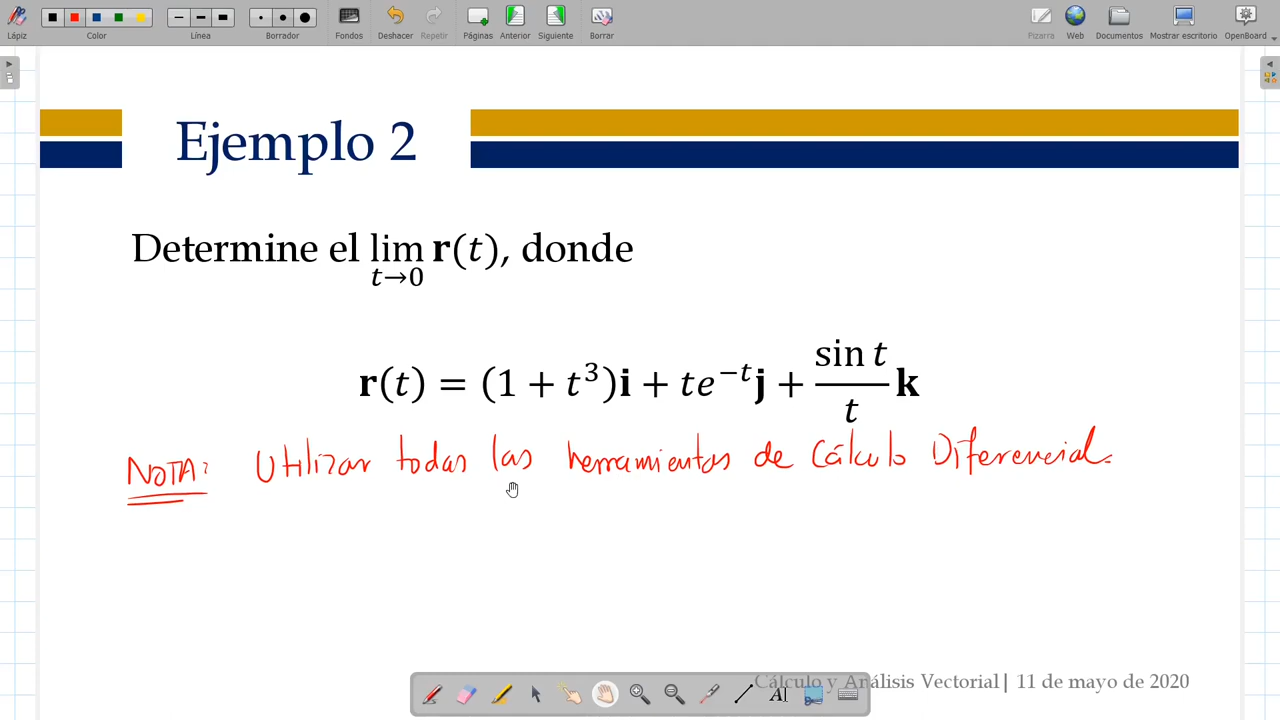 Lápiz Color Línea Borrador Fondos Deshacer Repetir Páginas Anterior Siguiente Borrar Pizarra Web Documentos Mostrar escritorio OpenBoard
Ejemplo 2
Determine el lim r(t), donde
t→0
r(t) = (1 + t³)i + te⁻ᵗj + sin t / t k
NOTA: Utilizar todas las herramientas de Cálculo Diferencial.
Cálculo y Análisis Vectorial| 11 de mayo de 2020